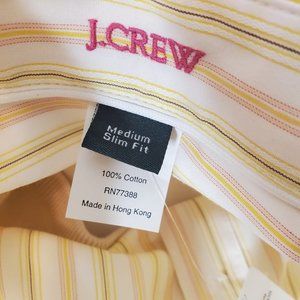 J.CREW
Medium
Slim Fit
100% Cotton
RN77388
Made in Hong Kong